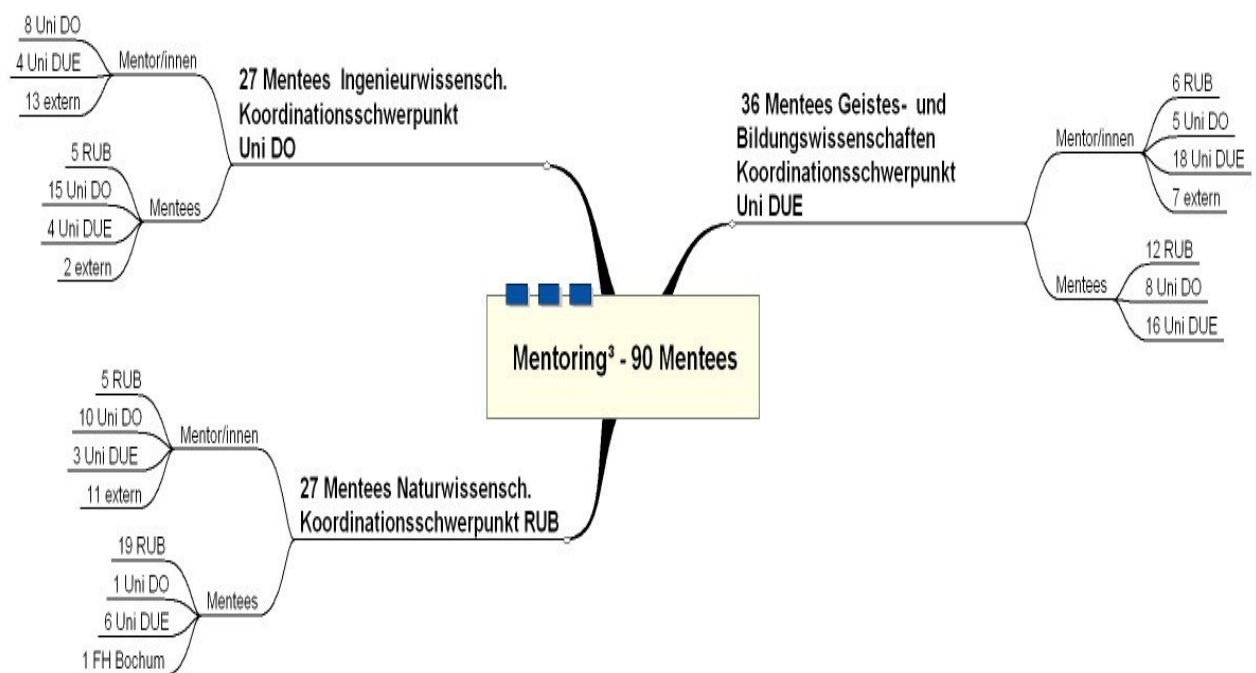 8 Uni DO
4 Uni DUE
13 extern
Mentor/innen
5 RUB
15 Uni DO
4 Uni DUE
2 extern
Mentees
27 Mentees Ingenieurwissensch.
Koordinationsschwerpunkt
Uni DO
36 Mentees Geistes- und
Bildungswissenschaften
Koordinationsschwerpunkt
Uni DUE
Mentor/innen
6 RUB
5 Uni DO
18 Uni DUE
7 extern
Mentees
12 RUB
8 Uni DO
16 Uni DUE
Mentoring³ - 90 Mentees
5 RUB
10 Uni DO
3 Uni DUE
11 extern
Mentor/innen
19 RUB
1 Uni DO
6 Uni DUE
1 FH Bochum
Mentees
27 Mentees Naturwissensch.
Koordinationsschwerpunkt RUB